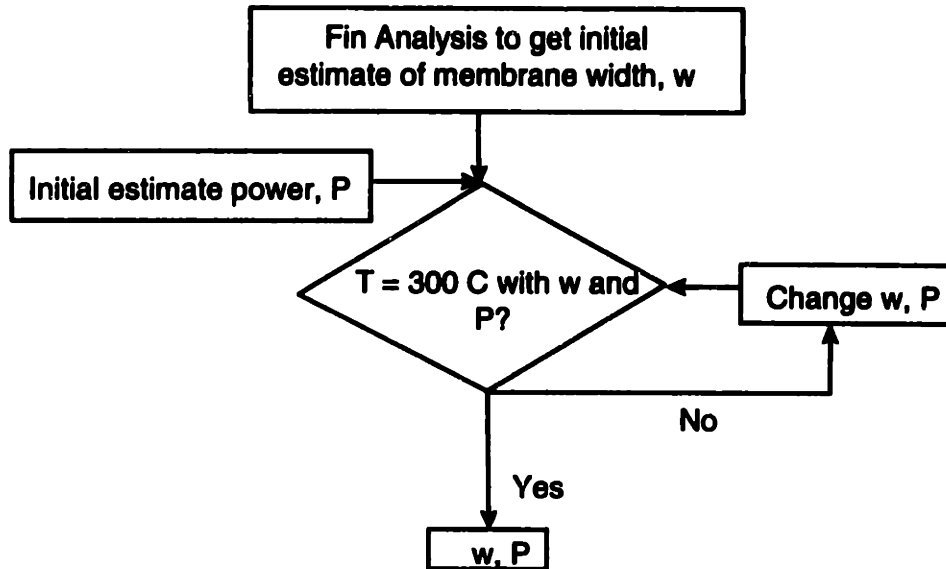 Fin Analysis to get initial
estimate of membrane width, w
Initial estimate power, P
T = 300 C with w and
P?
Change w, P
No
Yes
w, P